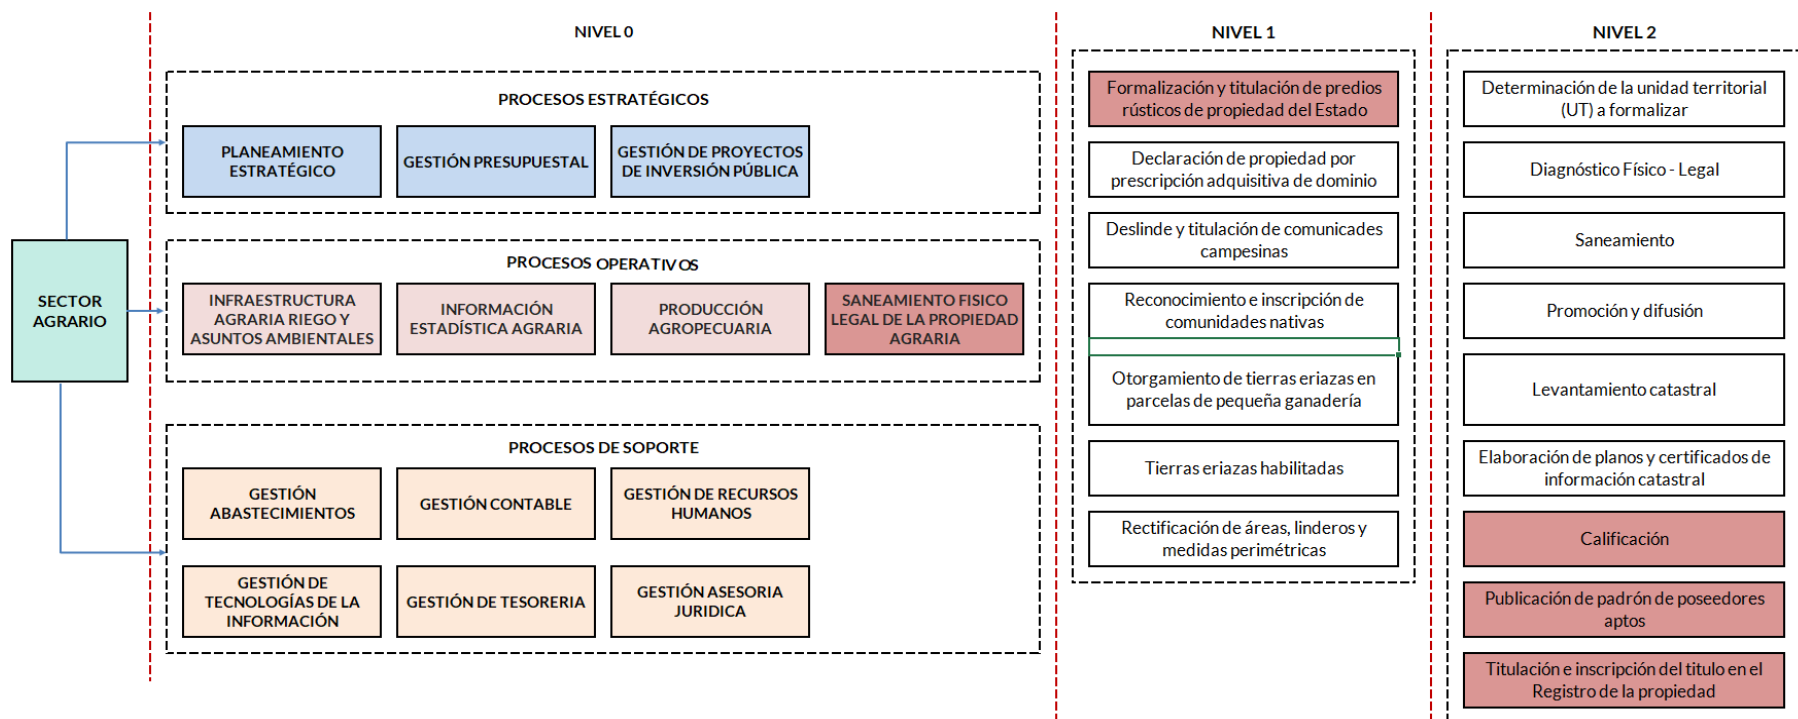 NIVEL 0
NIVEL 1
NIVEL 2
SECTOR
AGRARIO
PROCESOS ESTRATÉGICOS
PLANEAMIENTO
ESTRATÉGICO
GESTIÓN PRESUPUESTAL
GESTIÓN DE PROYECTOS
DE INVERSIÓN PÚBLICA
PROCESOS OPERATIVOS
INFRAESTRUCTURA
AGRARIA RIEGO Y
ASUNTOS AMBIENTALES
INFORMACIÓN
ESTADÍSTICA AGRARIA
PRODUCCIÓN
AGROPECUARIA
SANEAMIENTO FISICO
LEGAL DE LA PROPIEDAD
AGRARIA
PROCESOS DE SOPORTE
GESTIÓN
ABASTECIMIENTOS
GESTIÓN CONTABLE
GESTIÓN DE RECURSOS
HUMANOS
GESTIÓN DE
TECNOLOGÍAS DE LA
INFORMACIÓN
GESTIÓN DE TESORERIA
GESTIÓN ASESORIA
JURIDICA
Formalización y titulación de predios
rústicos de propiedad del Estado
Declaración de propiedad por
prescripción adquisitiva de dominio
Deslinde y titulación de comunicades
campesinas
Reconocimiento e inscripción de
comunidades nativas
Otorgamiento de tierras eriazas en
parcelas de pequeña ganadería
Tierras eriazas habilitadas
Rectificación de áreas, linderos y
medidas perimétricas
Determinación de la unidad territorial
(UT) a formalizar
Diagnóstico Físico - Legal
Saneamiento
Promoción y difusión
Levantamiento catastral
Elaboración de planos y certificados de
información catastral
Calificación
Publicación de padrón de poseedores
aptos
Titulación e inscripción del titulo en el
Registro de la propiedad